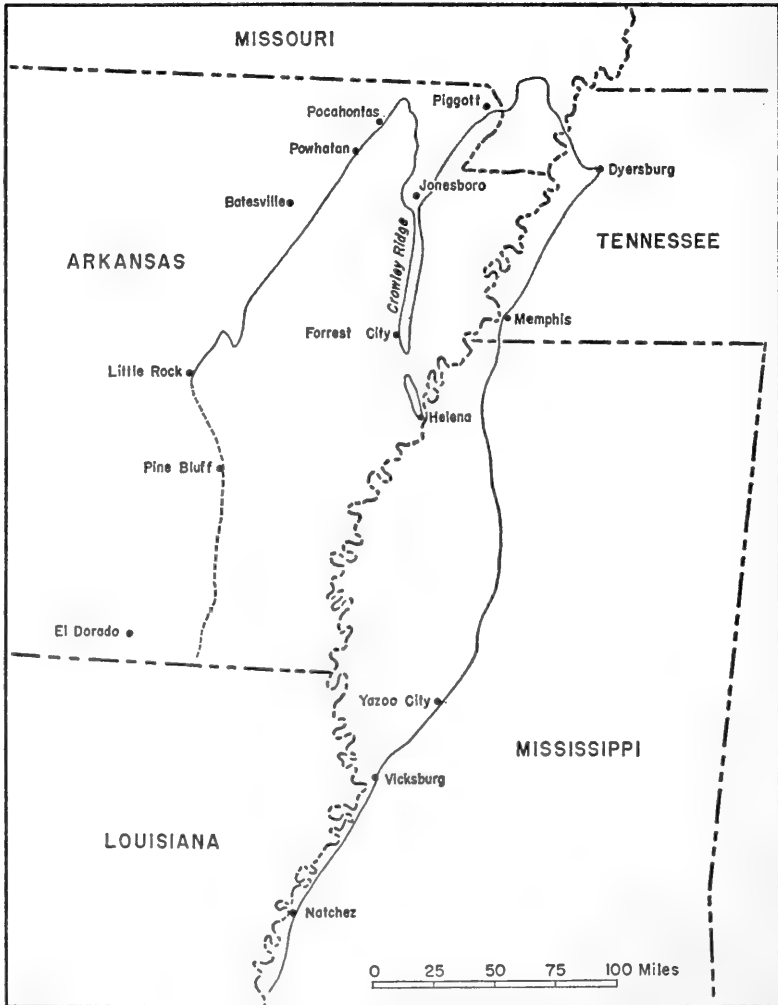 MISSOURI
Piggott
Pocahontas
Powhatan
Dyersburg
Jonesboro
Batesville
TENNESSEE
ARKANSAS
Crowley Ridge
Memphis
Forrest City
Little Rock
Helena
Pine Bluff
El Dorado
Yazoo City
MISSISSIPPI
Vicksburg
LOUISIANA
Natchez
0 25 50 75 100 Miles